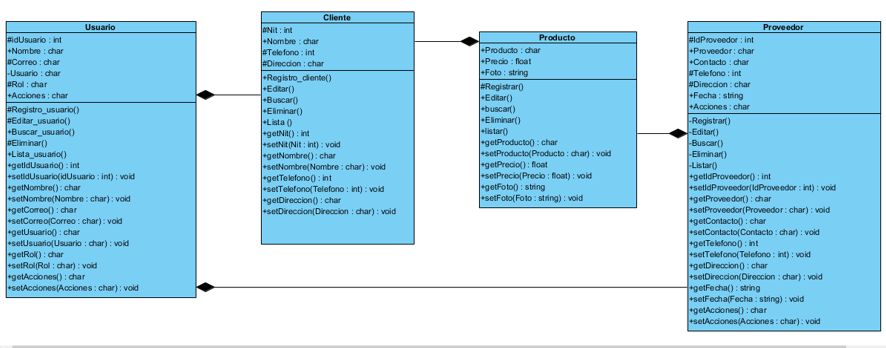 Usuario
#idUsuario : int
+Nombre : char
#Correo : char
-Usuario : char
#Rol : char
+Acciones : char
#Registro_usuario()
#Editar_usuario()
+Buscar_usuario()
#Eliminar()
+Lista_usuario()
+getIdUsuario() : int
+setIdUsuario(idUsuario : int) : void
+getNombre() : char
+setNombre(Nombre : char) : void
+getCorreo() : char
+setCorreo(Correo : char) : void
+getUsuario() : char
+setUsuario(Usuario : char) : void
+getRol() : char
+setRol(Rol : char) : void
+getAcciones() : char
+setAcciones(Acciones : char) : void
Cliente
#Nit : int
+Nombre : char
#Telefono : int
#Direccion : char
+Registro_cliente()
+Editar()
+Buscar()
+Eliminar()
+Lista ()
+getNit() : int
+setNit(Nit : int) : void
+getNombre() : char
+setNombre(Nombre : char) : void
+getTelefono() : int
+setTelefono(Telefono : int) : void
+getDireccion() : char
+setDireccion(Direccion : char) : void
Producto
+Producto : char
+Precio : float
+Foto : string
#Registrar()
+Editar()
+buscar()
+Eliminar()
+listar()
+getProducto() : char
+setProducto(Producto : char) : void
+getPrecio() : float
+setPrecio(Precio : float) : void
+getFoto() : string
+setFoto(Foto : string) : void
Proveedor
#IdProveedor : int
+Proveedor : char
+Contacto : char
#Telefono : int
#Direccion : char
+Fecha : string
+Acciones : char
-Registrar()
-Editar()
-Buscar()
-Eliminar()
-Listar()
+getIdProveedor() : int
+setIdProveedor(IdProveedor : int) : void
+getProveedor() : char
+setProveedor(Proveedor : char) : void
+getContacto() : char
+setContacto(Contacto : char) : void
+getTelefono() : int
+setTelefono(Telefono : int) : void
+getDireccion() : char
+setDireccion(Direccion : char) : void
+getFecha() : string
+setFecha(Fecha : string) : void
+getAcciones() : char
+setAcciones(Acciones : char) : void